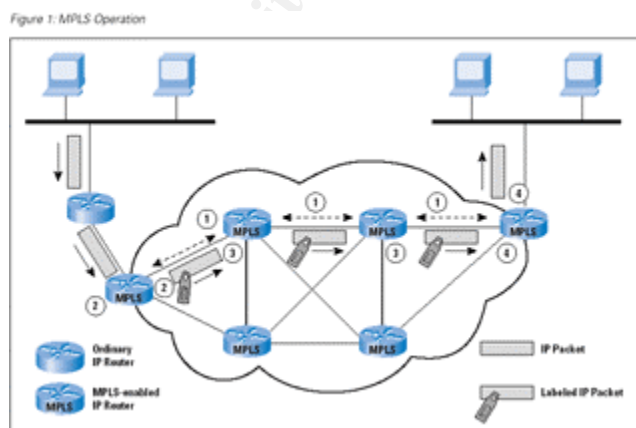 Figure 1: MPLS Operation
1
1
1
4
MPLS
MPLS
MPLS
3
3
4
2
2
MPLS
MPLS
MPLS
Ordinary
IP Router
IP Packet
MPLS
MPLS-enabled
IP Router
Labeled IP Packet